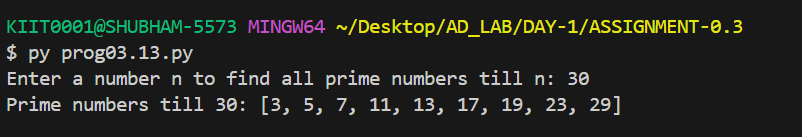 KIIT0001@SHUBHAM-5573 MINGW64 ~/Desktop/AD_LAB/DAY-1/ASSIGNMENT-0.3
$ py prog03.13.py
Enter a number n to find all prime numbers till n: 30
Prime numbers till 30: [3, 5, 7, 11, 13, 17, 19, 23, 29]